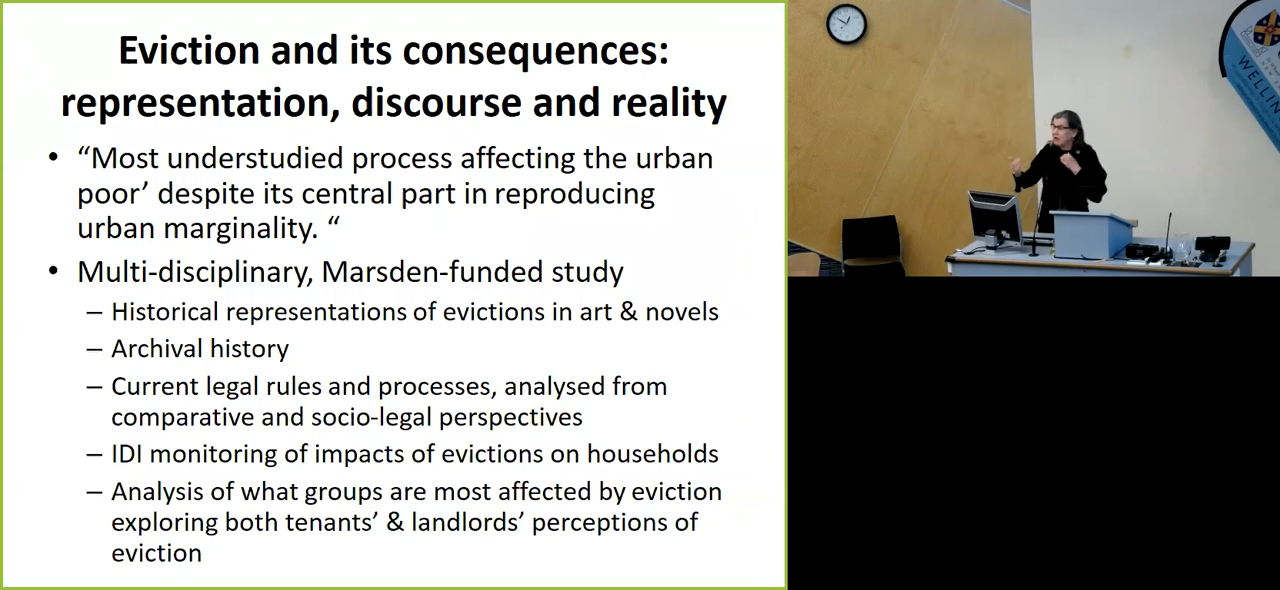 Eviction and its consequences:
representation, discourse and reality
• “Most understudied process affecting the urban
poor’ despite its central part in reproducing
urban marginality. “
• Multi-disciplinary, Marsden-funded study
– Historical representations of evictions in art & novels
– Archival history
– Current legal rules and processes, analysed from
comparative and socio-legal perspectives
– IDI monitoring of impacts of evictions on households
– Analysis of what groups are most affected by eviction
exploring both tenants’ & landlords’ perceptions of
eviction
WELLIN